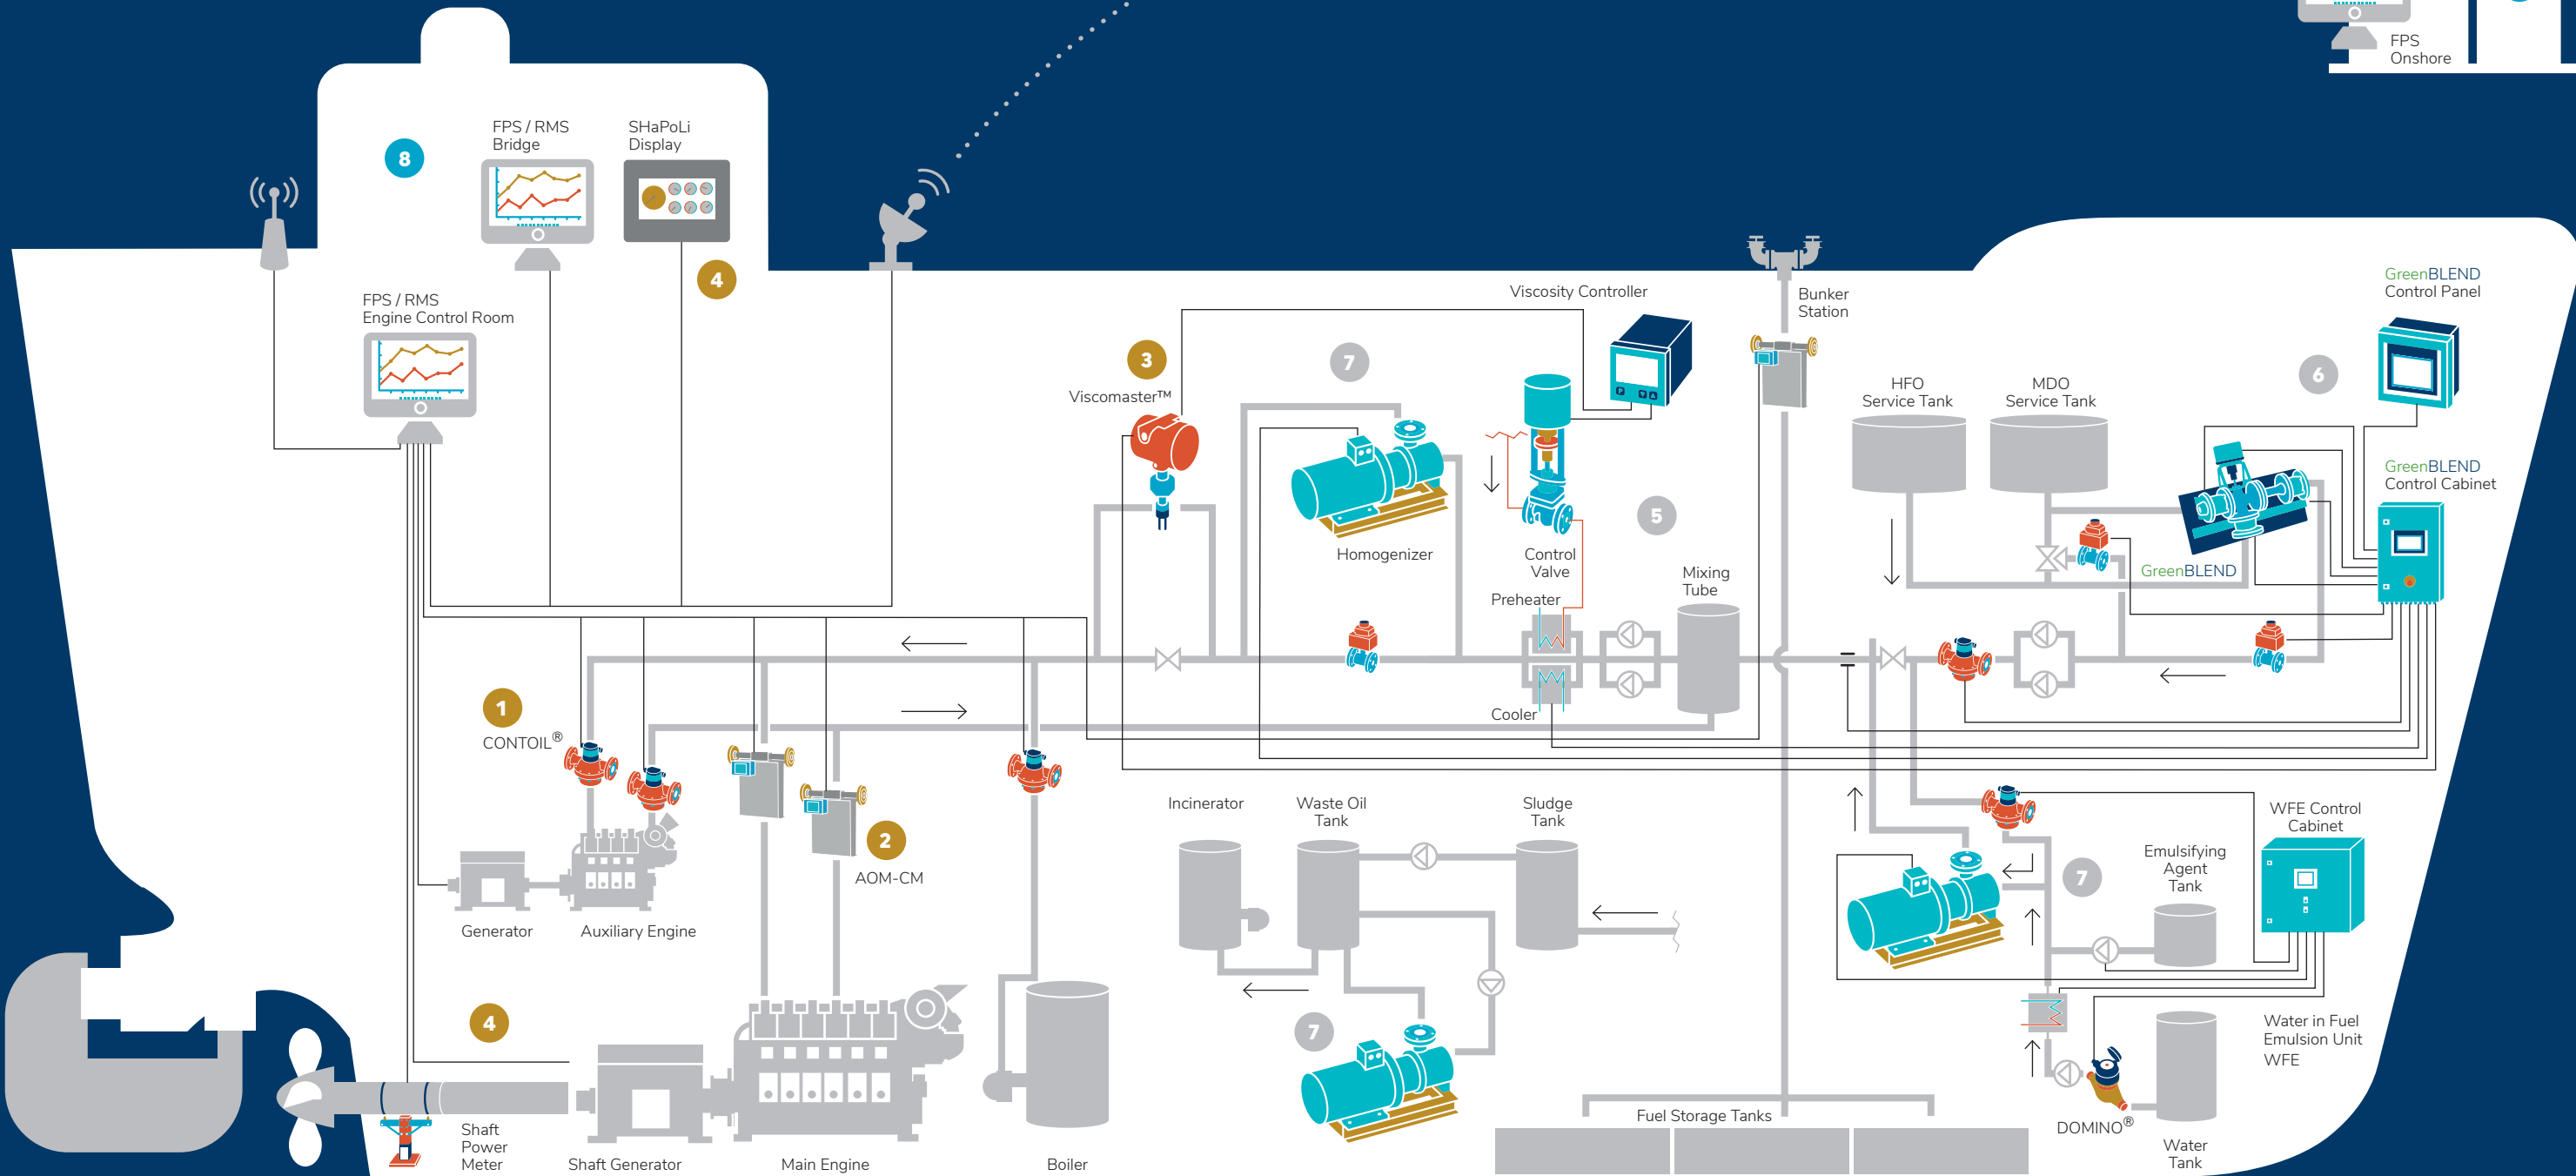 FPS
Onshore
8
FPS / RMS
Bridge
SHaPoLi
Display
4
FPS / RMS
Engine Control Room
3
Viscomaster™
7
Viscosity Controller
Bunker
Station
GreenBLEND
Control Panel
6
HFO
Service Tank
MDO
Service Tank
GreenBLEND
Control Cabinet
5
Homogenizer
Control
Valve
Mixing
Tube
GreenBLEND
Preheater
Cooler
1
CONTOIL®
2
AOM-CM
Incinerator
Waste Oil
Tank
Sludge
Tank
WFE Control
Cabinet
Emulsifying
Agent
Tank
7
Generator
Auxiliary Engine
4
7
Water in Fuel
Emulsion Unit
WFE
Fuel Storage Tanks
DOMINO®
Water
Tank
Shaft
Power
Meter
Shaft Generator
Main Engine
Boiler